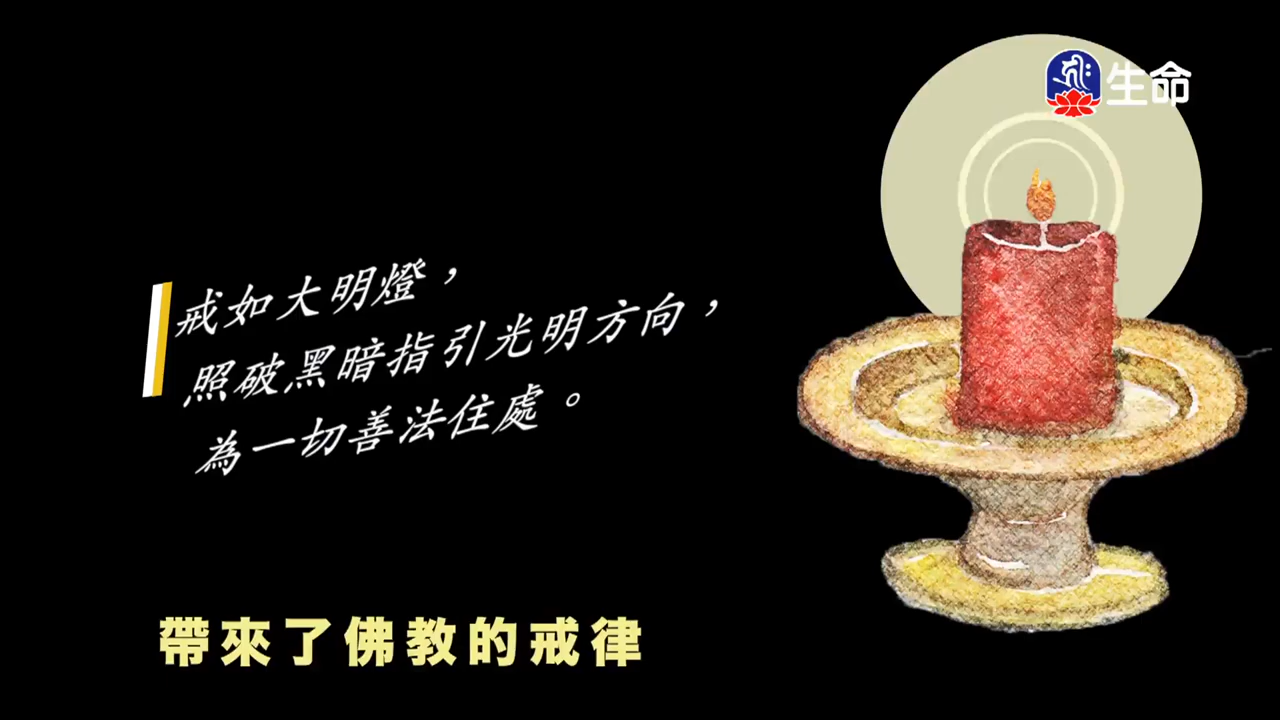 生命
戒如大明燈，
照破黑暗指引光明方向，
為一切善法住處。
帶來了佛教的戒律